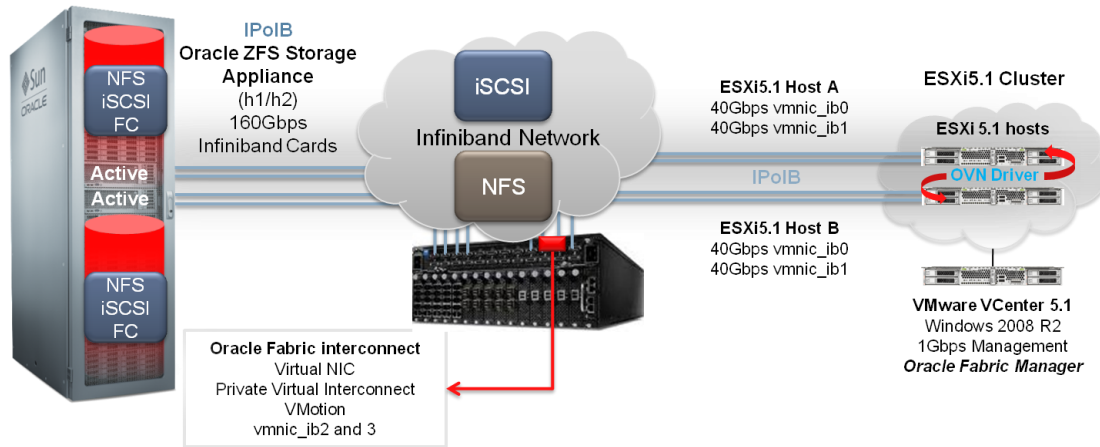 Sun
ORACLE
NFS
iSCSI
FC
Active
Active
NFS
iSCSI
FC
IPoIB
Oracle ZFS Storage
Appliance
(h1/h2)
160Gbps
Infiniband Cards
iSCSI
Infiniband Network
NFS
ESXi5.1 Host A
40Gbps vmnic_ib0
40Gbps vmnic_ib1
IPoIB
ESXi5.1 Host B
40Gbps vmnic_ib0
40Gbps vmnic_ib1
ESXi5.1 Cluster
ESXi 5.1 hosts
OVN Driver
VMware VCenter 5.1
Windows 2008 R2
1Gbps Management
Oracle Fabric Manager
Oracle Fabric interconnect
Virtual NIC
Private Virtual Interconnect
VMotion
vmnic_ib2 and 3